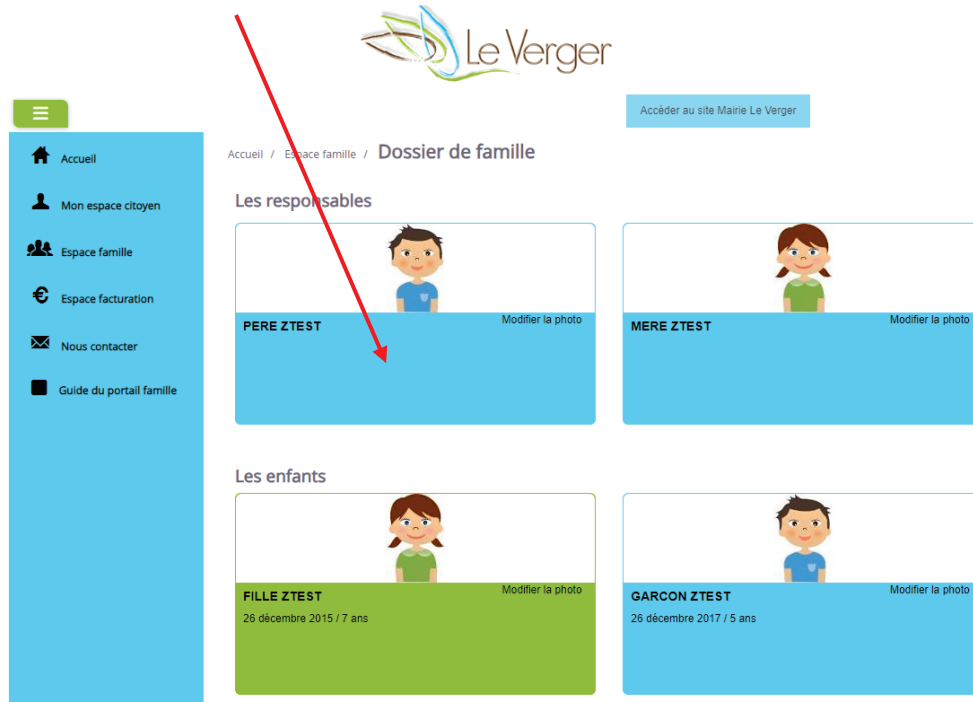 Le Verger
Accéder au site Mairie Le Verger
Accueil
Mon espace citoyen
Espace famille
Espace facturation
Nous contacter
Guide du portail famille
Accueil / Espace famille / Dossier de famille
Les responsables
PERE ZTEST
Modifier la photo
MERE ZTEST
Modifier la photo
Les enfants
FILLE ZTEST
Modifier la photo
26 décembre 2015 / 7 ans
GARCON ZTEST
Modifier la photo
26 décembre 2017 / 5 ans